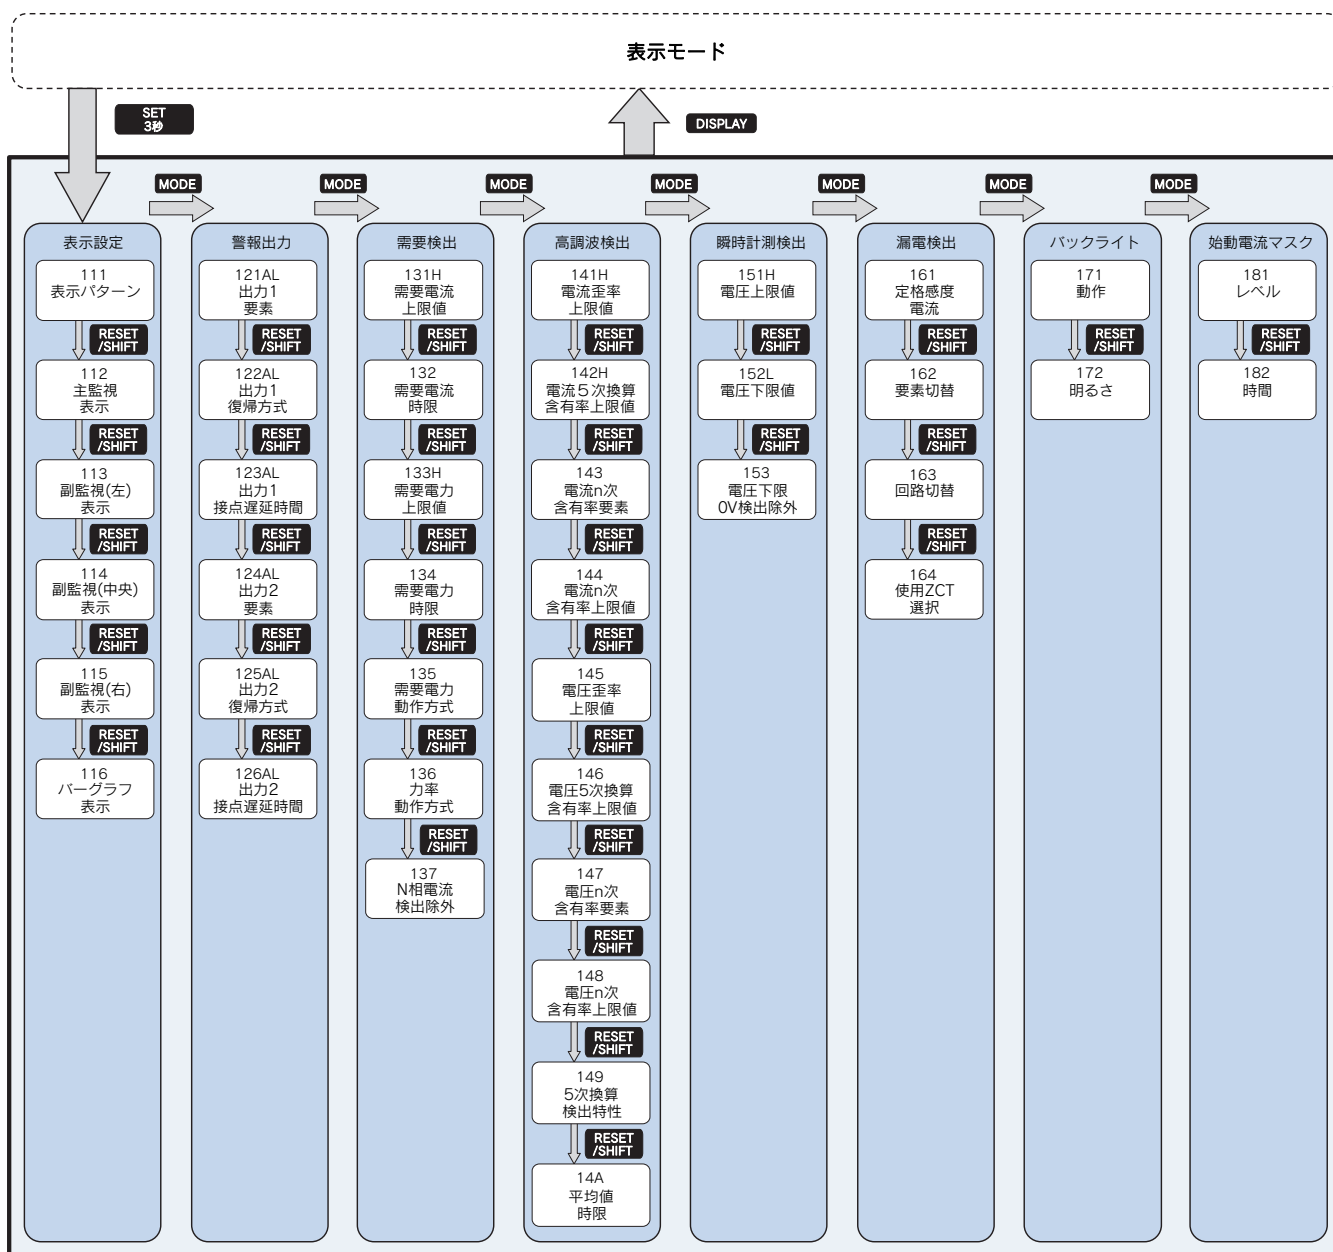 表示モード
SET
3秒
DISPLAY
MODE
MODE
MODE
MODE
MODE
MODE
MODE
表示設定
111
表示パターン
RESET
/SHIFT
112
主監視
表示
RESET
/SHIFT
113
副監視(左)
表示
RESET
/SHIFT
114
副監視(中央)
表示
RESET
/SHIFT
115
副監視(右)
表示
RESET
/SHIFT
116
バーグラフ
表示
警報出力
121AL
出力1
要素
RESET
/SHIFT
122AL
出力1
復帰方式
RESET
/SHIFT
123AL
出力1
接点遅延時間
RESET
/SHIFT
124AL
出力2
要素
RESET
/SHIFT
125AL
出力2
復帰方式
RESET
/SHIFT
126AL
出力2
接点遅延時間
需要検出
131H
需要電流
上限値
RESET
/SHIFT
132
需要電流
時限
RESET
/SHIFT
133H
需要電力
上限値
RESET
/SHIFT
134
需要電力
時限
RESET
/SHIFT
135
需要電力
動作方式
RESET
/SHIFT
136
力率
動作方式
RESET
/SHIFT
137
N相電流
検出除外
高調波検出
141H
電流歪率
上限値
RESET
/SHIFT
142H
電流５次換算
含有率上限値
RESET
/SHIFT
143
電流n次
含有率要素
RESET
/SHIFT
144
電流n次
含有率上限値
RESET
/SHIFT
145
電圧歪率
上限値
RESET
/SHIFT
146
電圧5次換算
含有率上限値
RESET
/SHIFT
147
電圧n次
含有率要素
RESET
/SHIFT
148
電圧n次
含有率上限値
RESET
/SHIFT
149
5次換算
検出特性
RESET
/SHIFT
14A
平均値
時限
瞬時計測検出
151H
電圧上限値
RESET
/SHIFT
152L
電圧下限値
RESET
/SHIFT
153
電圧下限
0V検出除外
漏電検出
161
定格感度
電流
RESET
/SHIFT
162
要素切替
RESET
/SHIFT
163
回路切替
RESET
/SHIFT
164
使用ZCT
選択
バックライト
171
動作
RESET
/SHIFT
172
明るさ
始動電流マスク
181
レベル
RESET
/SHIFT
182
時間